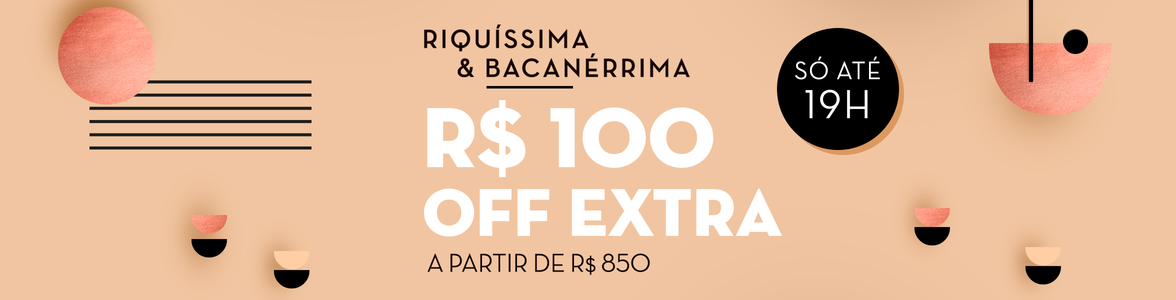 RIQUÍSSIMA
& BACANÉRRIMA
R$ 100
OFF EXTRA
A PARTIR DE R$ 850
SÓ ATÉ
19H